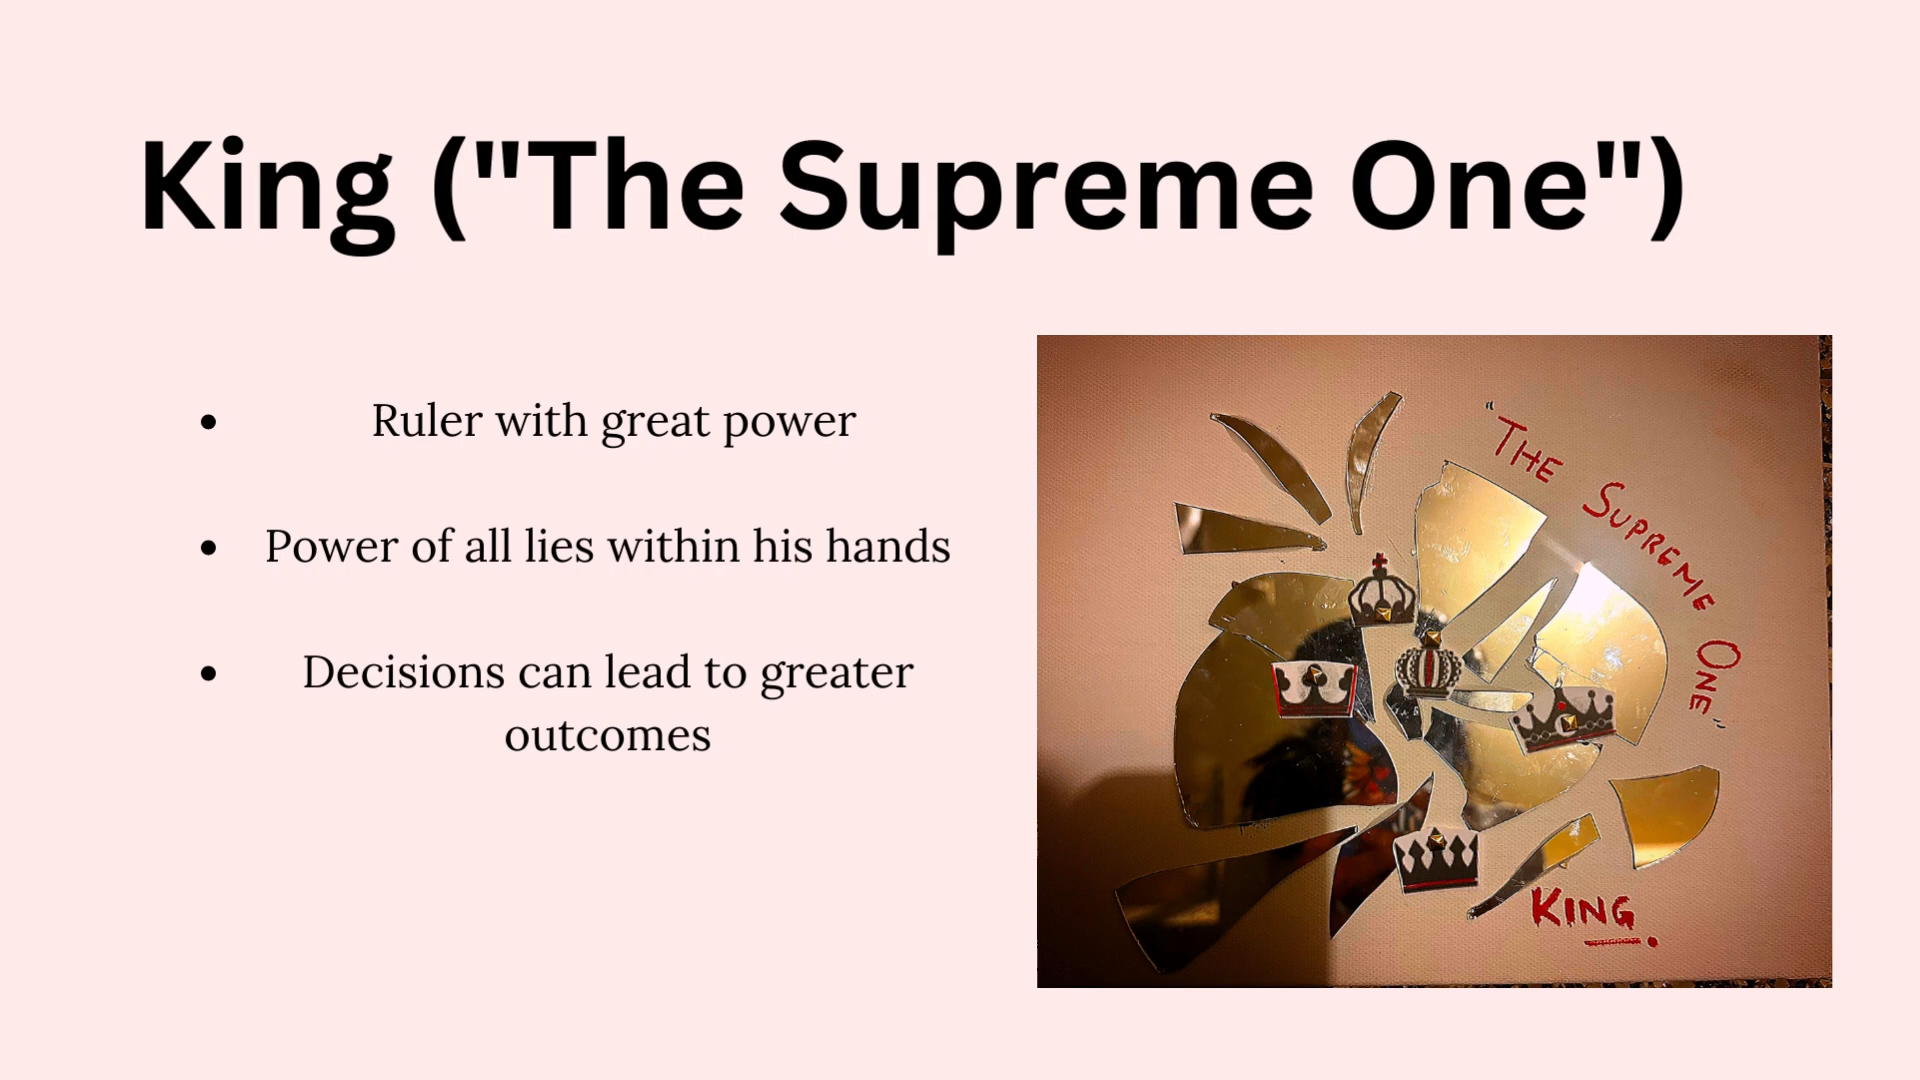 King ("The Supreme One")
Ruler with great power
Power of all lies within his hands
Decisions can lead to greater
outcomes
"THE SUPREME ONE"
KING.